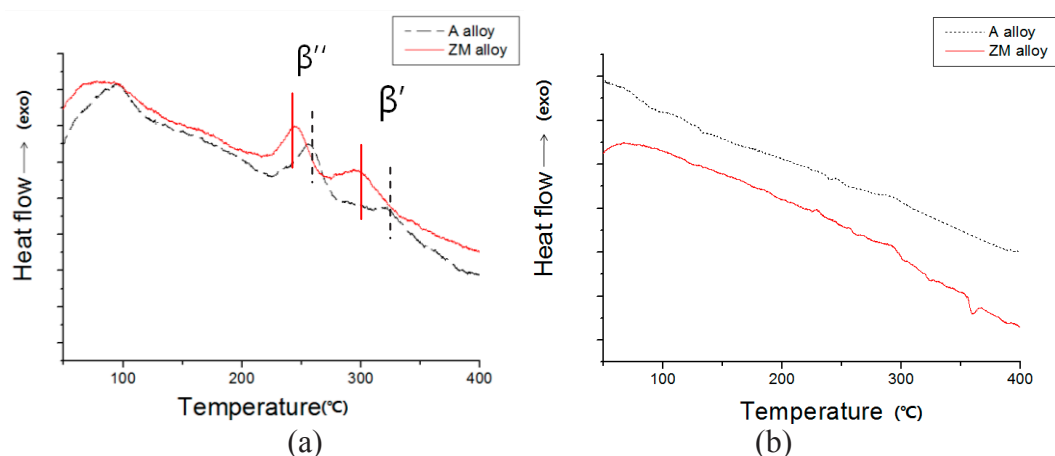 A alloy
ZM alloy
β''
β'
Heat flow → (exo)
100
200
300
400
Temperature(℃)
(a)
A alloy
ZM alloy
Heat flow → (exo)
100
200
300
400
Temperature (℃)
(b)